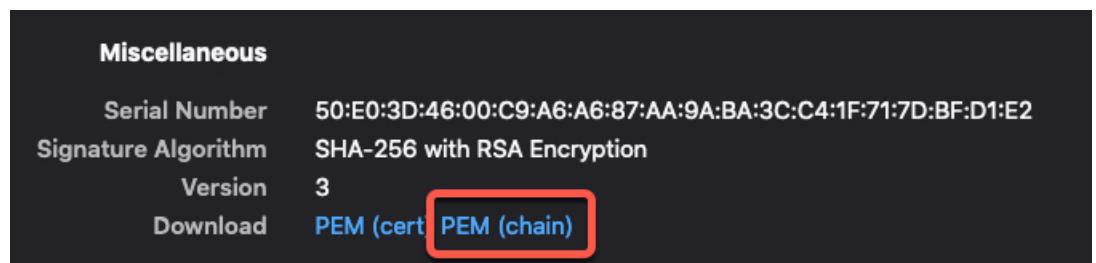 Miscellaneous
Serial Number 50:E0:3D:46:00:C9:A6:A6:87:AA:9A:BA:3C:C4:1F:71:7D:BF:D1:E2
Signature Algorithm SHA-256 with RSA Encryption
Version 3
Download PEM (cert) PEM (chain)